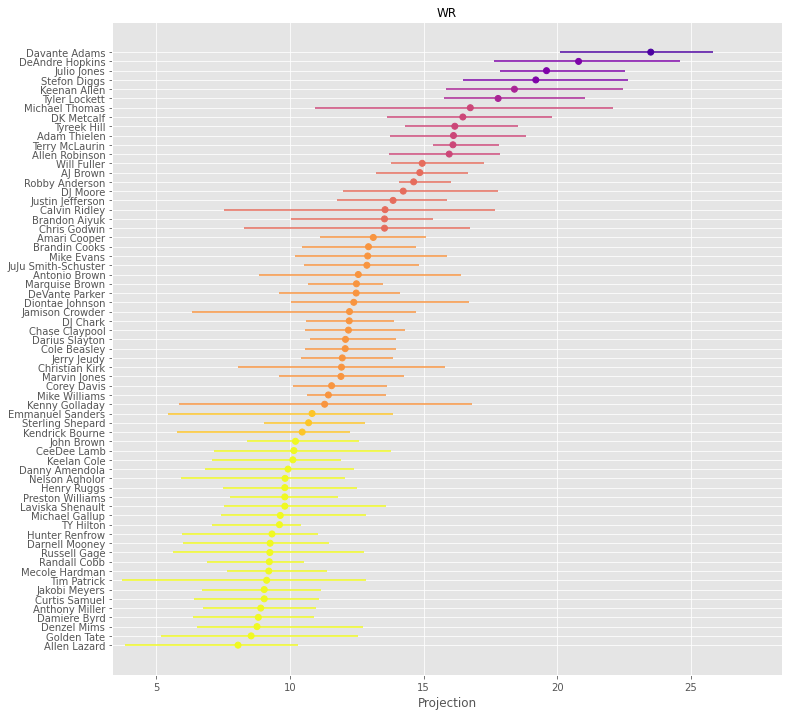 WR
Davante Adams
DeAndre Hopkins
Julio Jones
Stefon Diggs
Keenan Allen
Tyler Lockett
Michael Thomas
DK Metcalf
Tyreek Hill
Adam Thielen
Terry McLaurin
Allen Robinson
Will Fuller
AJ Brown
Robby Anderson
DJ Moore
Justin Jefferson
Calvin Ridley
Brandon Aiyuk
Chris Godwin
Amari Cooper
Brandin Cooks
Mike Evans
JuJu Smith-Schuster
Antonio Brown
Marquise Brown
DeVante Parker
Diontae Johnson
Jamison Crowder
DJ Chark
Chase Claypool
Darius Slayton
Cole Beasley
Jerry Jeudy
Christian Kirk
Marvin Jones
Corey Davis
Mike Williams
Kenny Golladay
Emmanuel Sanders
Sterling Shepard
Kendrick Bourne
John Brown
CeeDee Lamb
Keelan Cole
Danny Amendola
Nelson Agholor
Henry Ruggs
Preston Williams
Laviska Shenault
Michael Gallup
TY Hilton
Hunter Renfrow
Darnell Mooney
Russell Gage
Randall Cobb
Mecole Hardman
Tim Patrick
Jakobi Meyers
Curtis Samuel
Anthony Miller
Damiere Byrd
Denzel Mims
Golden Tate
Allen Lazard
5 10 15 20 25
Projection